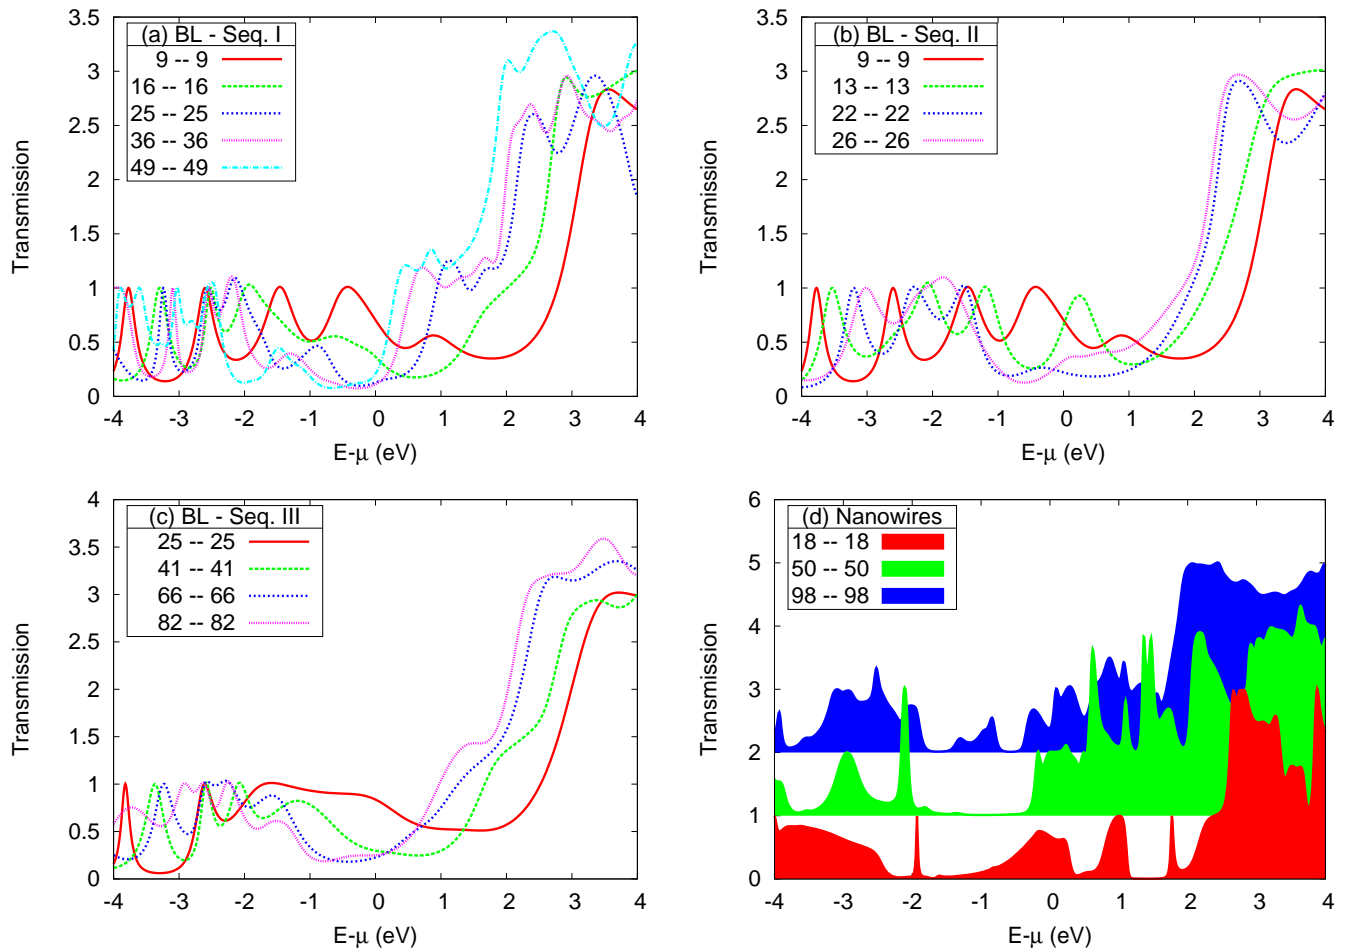 (a) BL - Seq. I
9 -- 9
16 -- 16
25 -- 25
36 -- 36
49 -- 49
Transmission
0
0.5
1
1.5
2
2.5
3
3.5
-4 -3 -2 -1 0 1 2 3 4
E-μ (eV)
(b) BL - Seq. II
9 -- 9
13 -- 13
22 -- 22
26 -- 26
Transmission
0
0.5
1
1.5
2
2.5
3
3.5
-4 -3 -2 -1 0 1 2 3 4
E-μ (eV)
(c) BL - Seq. III
25 -- 25
41 -- 41
66 -- 66
82 -- 82
Transmission
0
0.5
1
1.5
2
2.5
3
3.5
4
-4 -3 -2 -1 0 1 2 3 4
E-μ (eV)
(d) Nanowires
18 -- 18
50 -- 50
98 -- 98
Transmission
0
1
2
3
4
5
6
-4 -3 -2 -1 0 1 2 3 4
E-μ (eV)